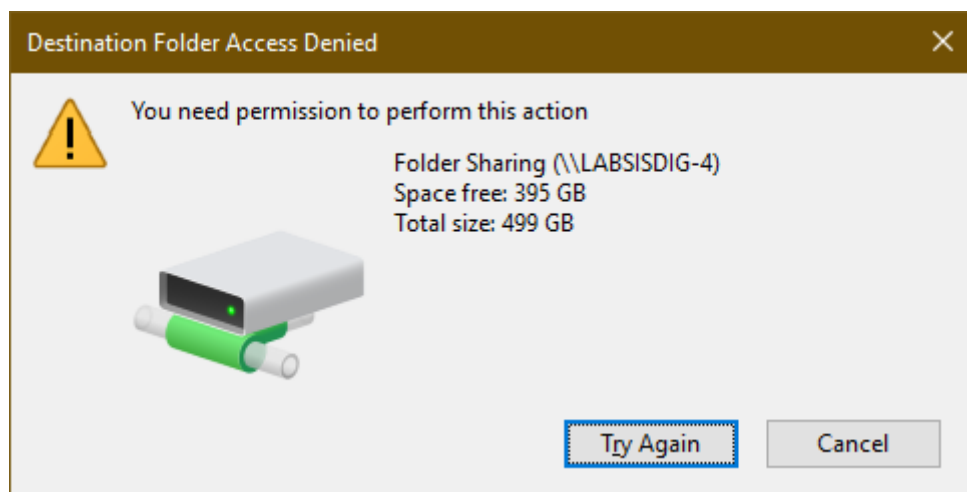 Destination Folder Access Denied
You need permission to perform this action
Folder Sharing (\\LABSISDIG-4)
Space free: 395 GB
Total size: 499 GB
Try Again
Cancel